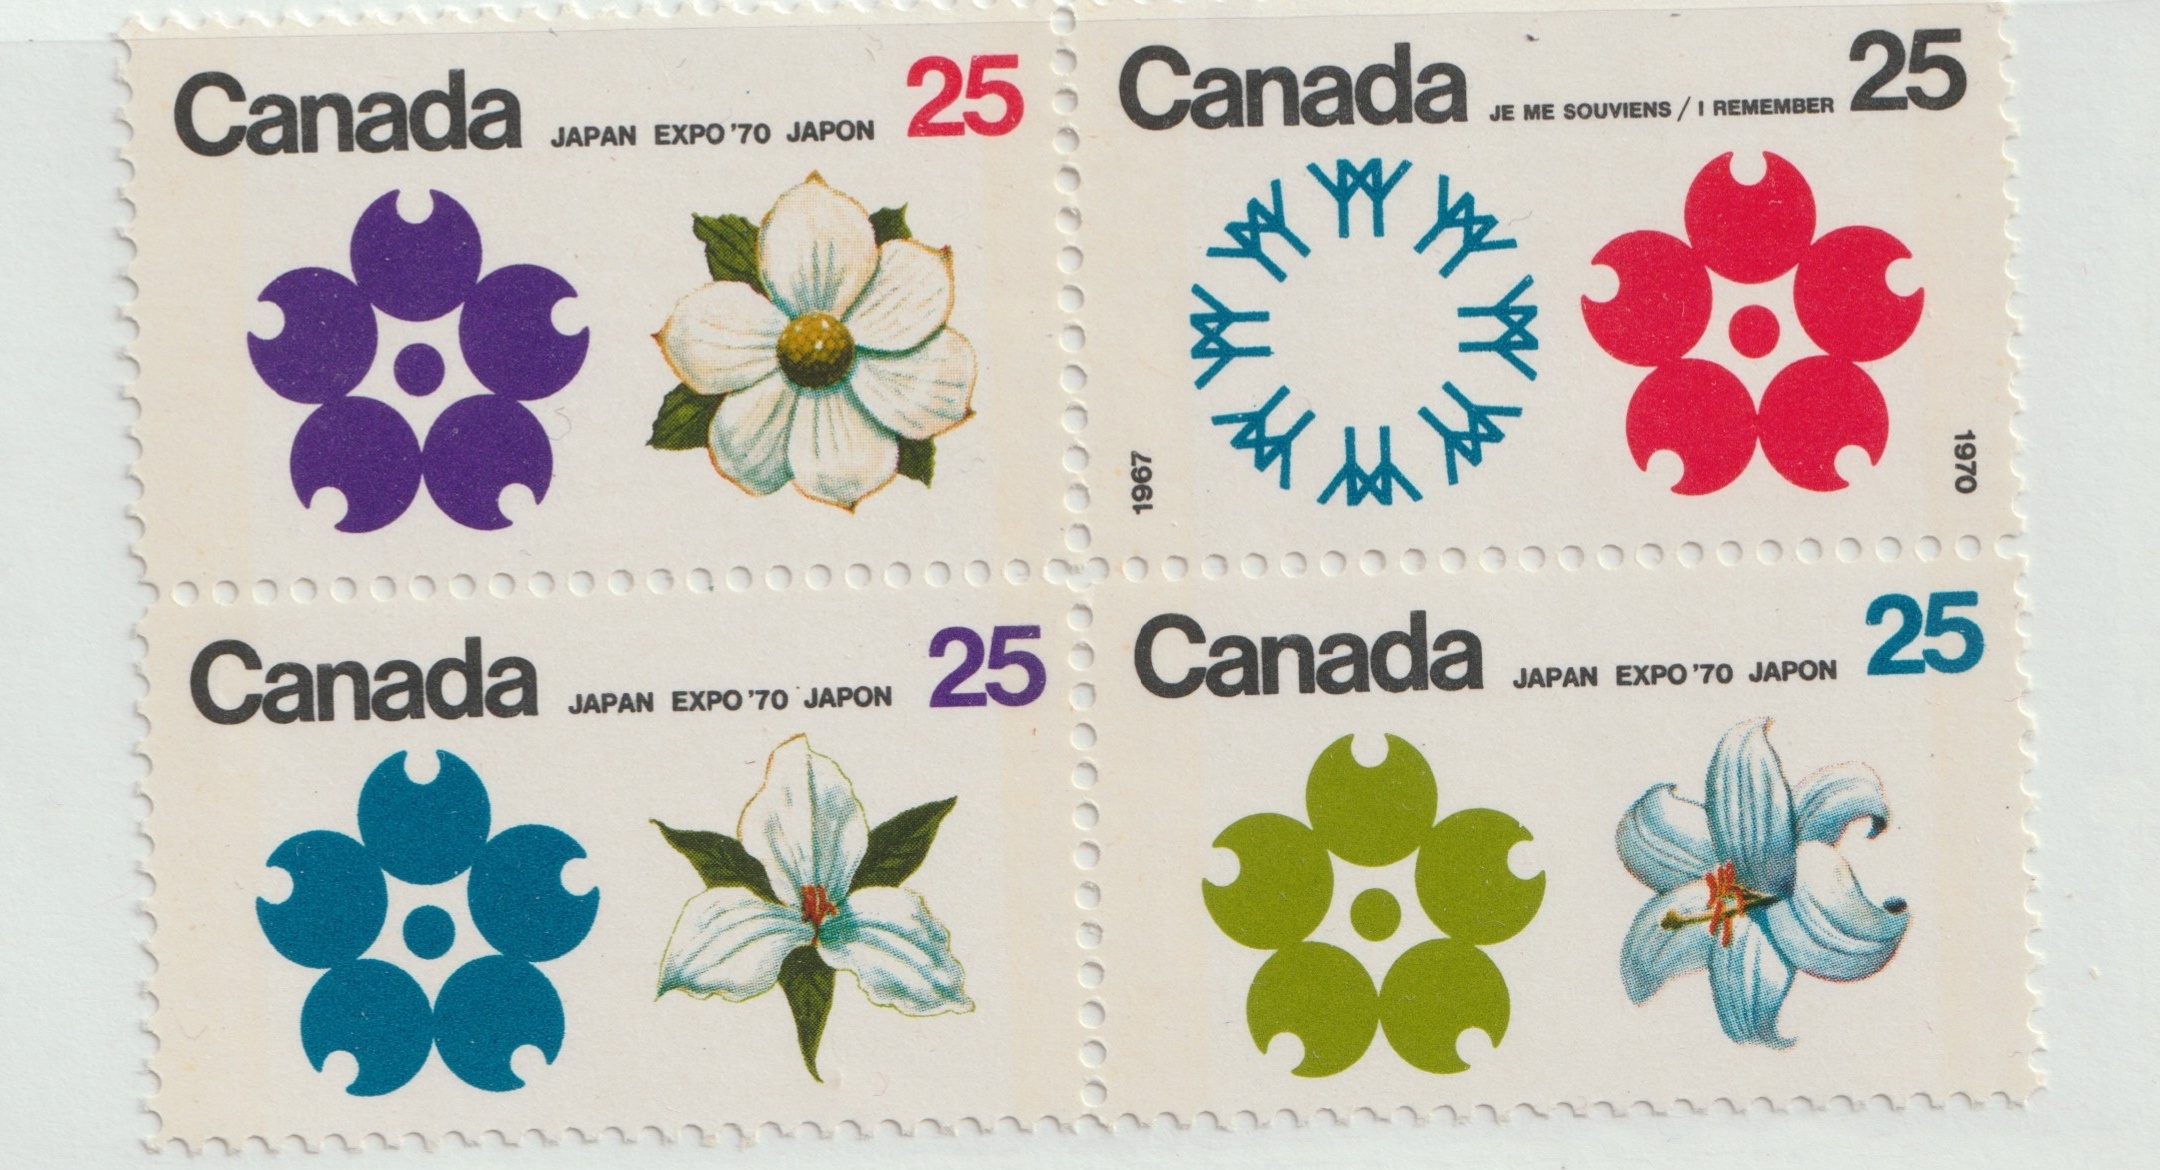 Canada JAPAN EXPO '70 JAPON 25
Canada JE ME SOUVIENS / I REMEMBER 25
1967
1970
Canada JAPAN EXPO '70 JAPON 25
Canada JAPAN EXPO '70 JAPON 25